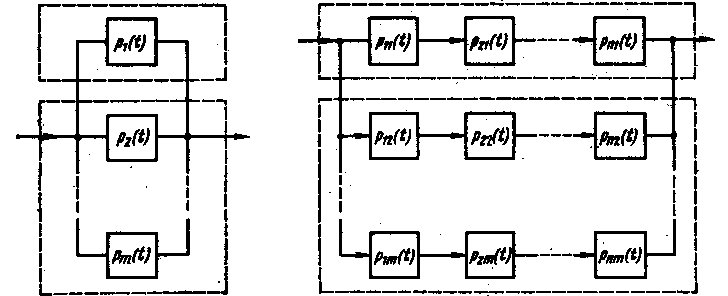 p₁(t)
p₂(t)
pₘ(t)
p₁₁(t) p₂₁(t) pₙ₁(t)
p₁₂(t) p₂₂(t) pₙ₂(t)
p₁ₘ(t) p₂ₘ(t) pₙₘ(t)